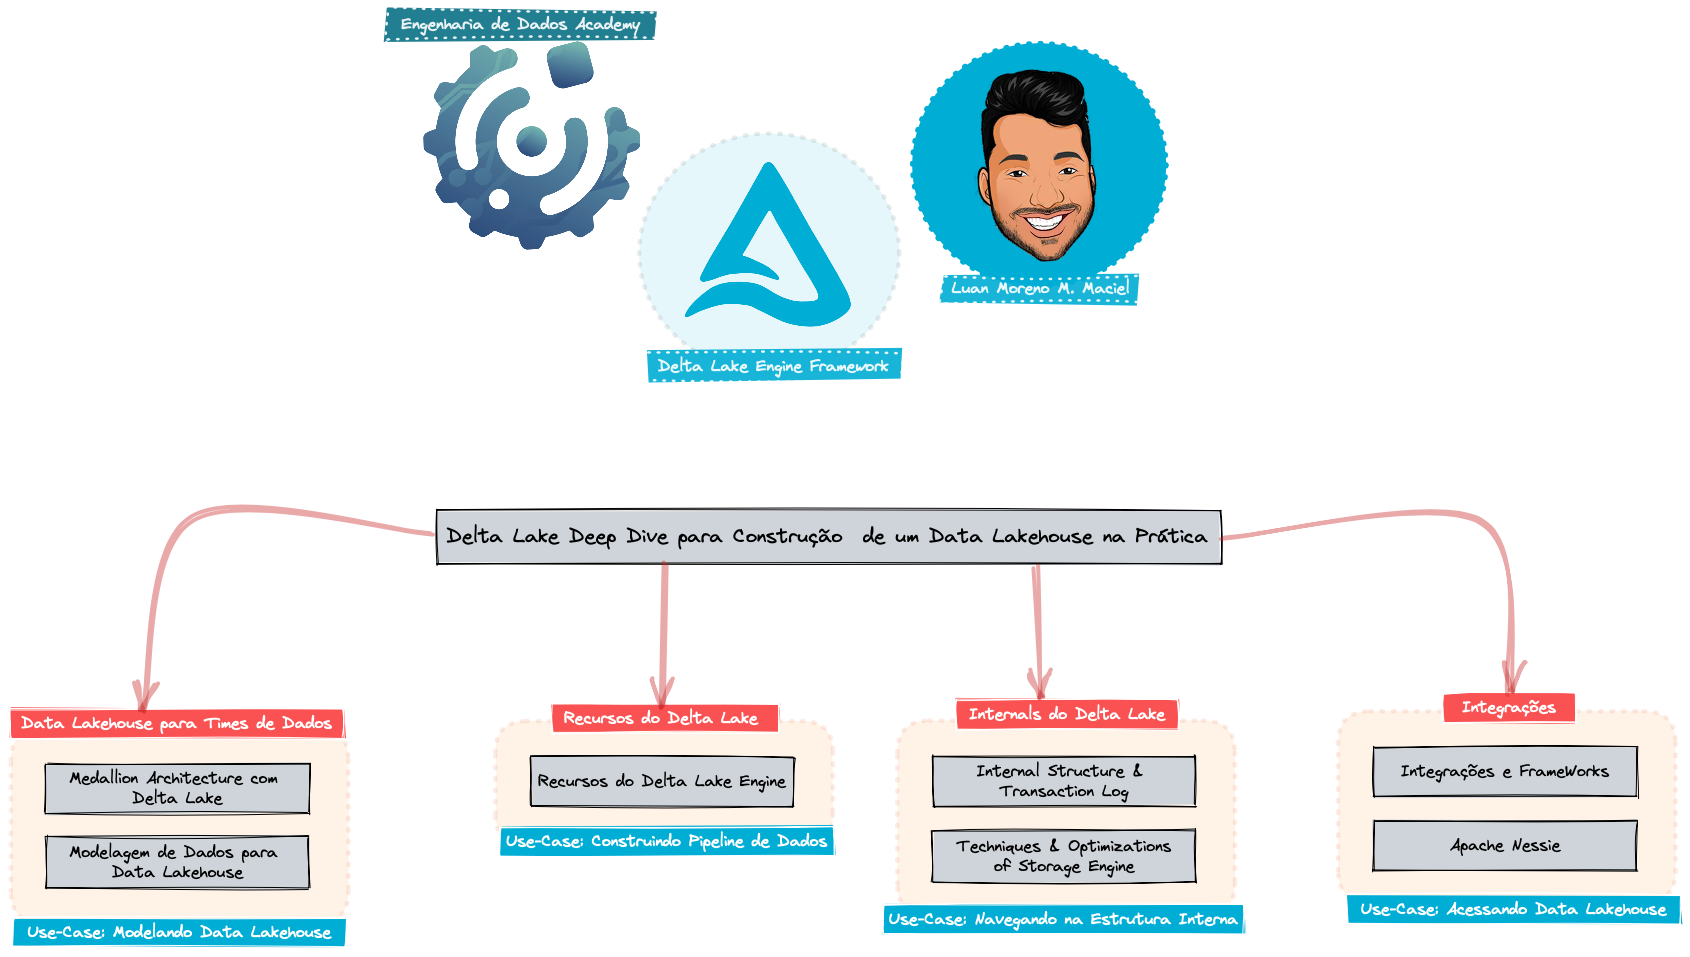 Engenharia de Dados Academy
Luan Moreno M. Maciel
Delta Lake Engine Framework
Delta Lake Deep Dive para Construção de um Data Lakehouse na Prática
Data Lakehouse para Times de Dados
Medallion Architecture com
Delta Lake
Modelagem de Dados para
Data Lakehouse
Use-Case: Modelando Data Lakehouse
Recursos do Delta Lake
Recursos do Delta Lake Engine
Use-Case: Construindo Pipeline de Dados
Internals do Delta Lake
Internal Structure &
Transaction Log
Techniques & Optimizations
of Storage Engine
Use-Case: Navegando na Estrutura Interna
Integrações
Integrações e FrameWorks
Apache Nessie
Use-Case: Acessando Data Lakehouse